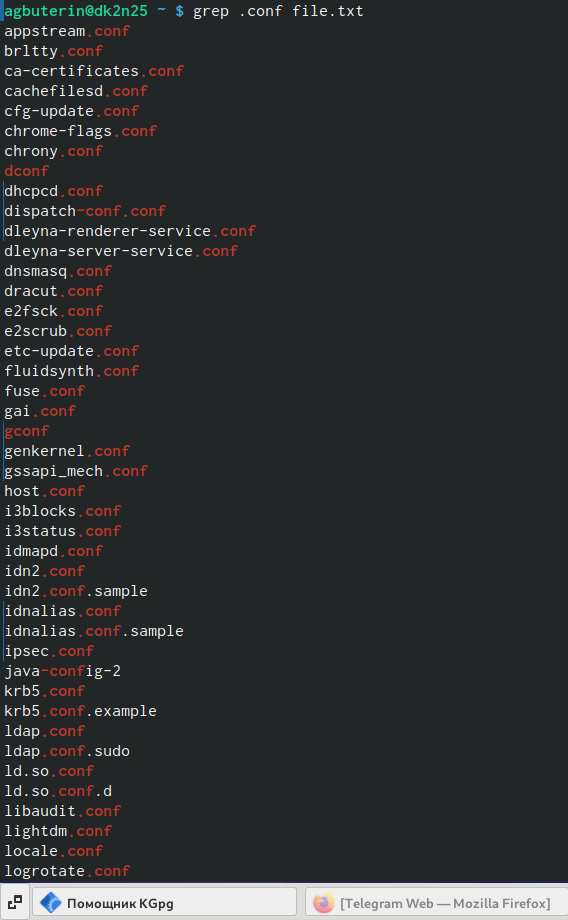 agbuterin@dk2n25 ~ $ grep .conf file.txt
appstream.conf
brltty.conf
ca-certificates.conf
cachefilesd.conf
cfg-update.conf
chrome-flags.conf
chrony.conf
dconf
dhcpcd.conf
dispatch-conf.conf
dleyna-renderer-service.conf
dleyna-server-service.conf
dnsmasq.conf
dracut.conf
e2fsck.conf
e2scrub.conf
etc-update.conf
fluidsynth.conf
fuse.conf
gai.conf
gconf
genkernel.conf
gssapi_mech.conf
host.conf
i3blocks.conf
i3status.conf
idmapd.conf
idn2.conf
idn2.conf.sample
idnalias.conf
idnalias.conf.sample
ipsec.conf
java-config-2
krb5.conf
krb5.conf.example
ldap.conf
ldap.conf.sudo
ld.so.conf
ld.so.conf.d
libaudit.conf
lightdm.conf
locale.conf
logrotate.conf
Помощник KGpg [Telegram Web — Mozilla Firefox]